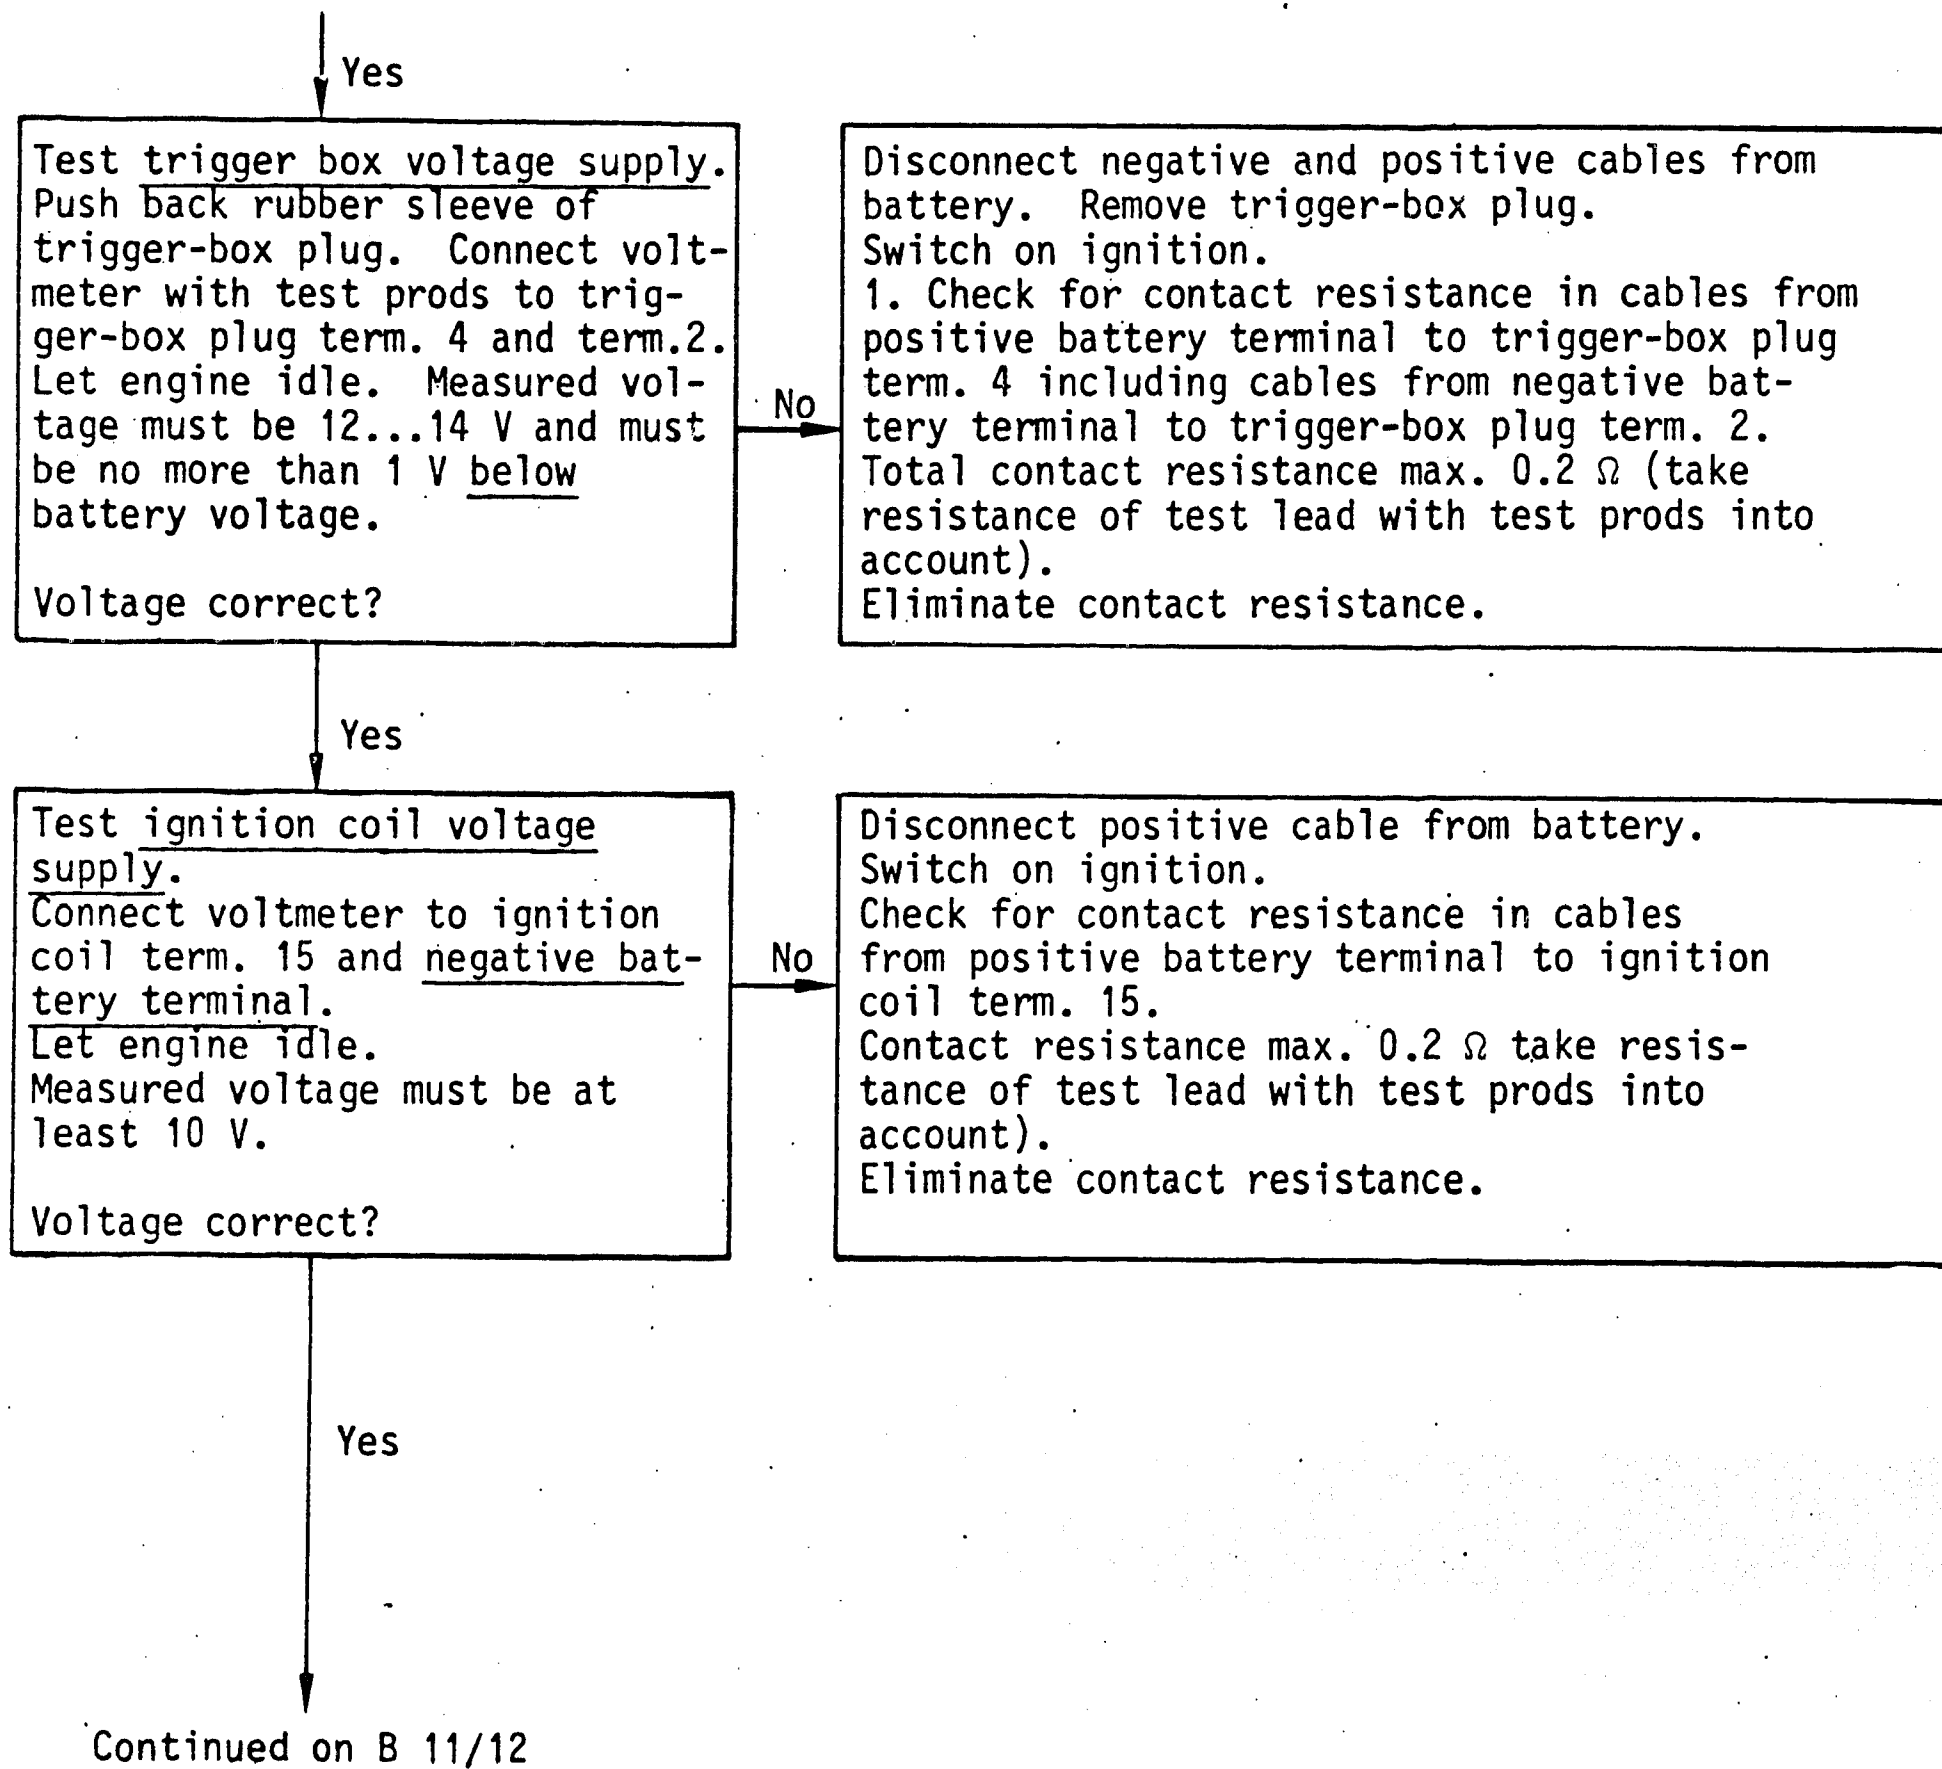 Yes
Test trigger box voltage supply.
Push back rubber sleeve of
trigger-box plug. Connect volt-
meter with test prods to trig-
ger-box plug term. 4 and term.2.
Let engine idle. Measured vol-
tage must be 12...14 V and must
be no more than 1 V below
battery voltage.
Voltage correct?
No
Disconnect negative and positive cables from
battery. Remove trigger-box plug.
Switch on ignition.
1. Check for contact resistance in cables from
positive battery terminal to trigger-box plug
term. 4 including cables from negative bat-
tery terminal to trigger-box plug term. 2.
Total contact resistance max. 0.2 Ω (take
resistance of test lead with test prods into
account).
Eliminate contact resistance.
Yes
Test ignition coil voltage
supply.
Connect voltmeter to ignition
coil term. 15 and negative bat-
tery terminal.
Let engine idle.
Measured voltage must be at
least 10 V.
Voltage correct?
No
Disconnect positive cable from battery.
Switch on ignition.
Check for contact resistance in cables
from positive battery terminal to ignition
coil term. 15.
Contact resistance max. 0.2 Ω take resis-
tance of test lead with test prods into
account).
Eliminate contact resistance.
Yes
Continued on B 11/12